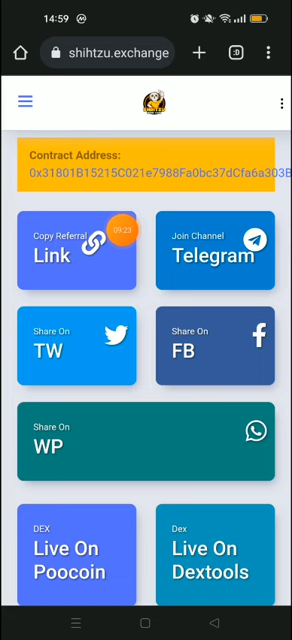 14:59
shihtzu.exchange
:D
Contract Address:
0x31801B15215C021e7988Fa0bc37dCfa6a303B
Copy Referral
Link
09:23
Join Channel
Telegram
Share On
TW
Share On
FB
Share On
WP
DEX
Live On
Poocoin
Dex
Live On
Dextools